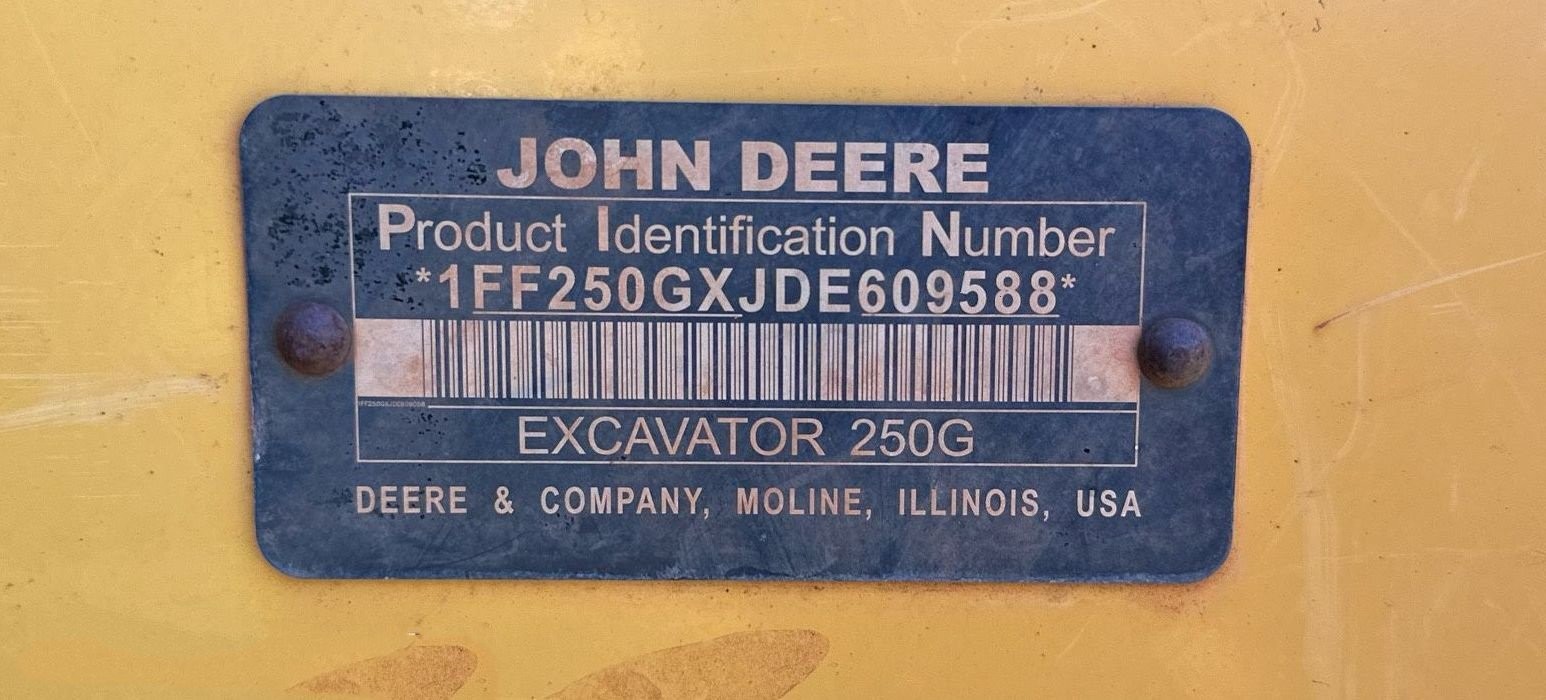 JOHN DEERE
Product Identification Number
*1FF250GXJDE609588*
EXCAVATOR 250G
DEERE & COMPANY, MOLINE, ILLINOIS, USA